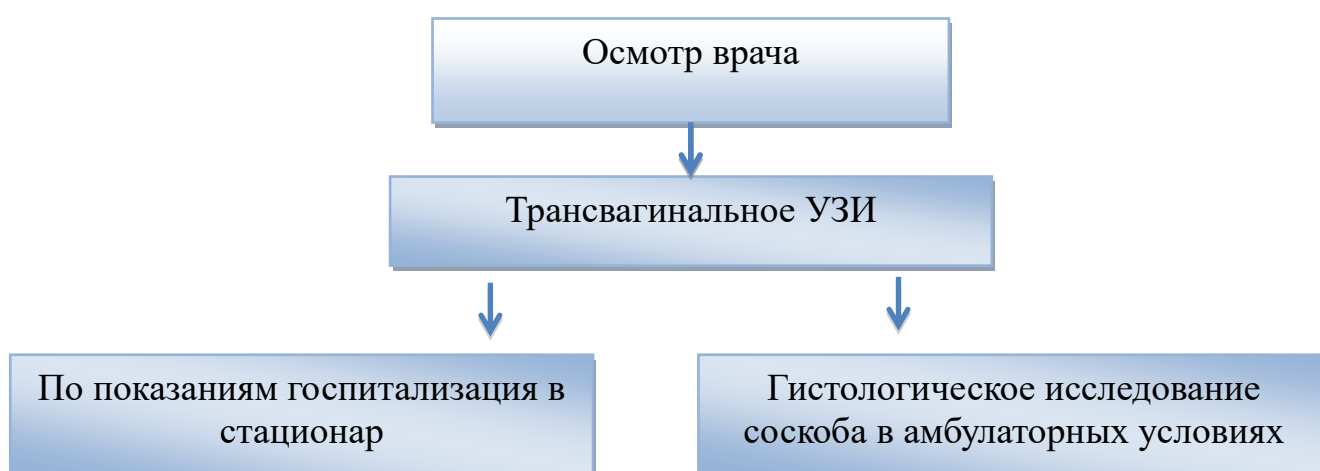 Осмотр врача
Трансвагинальное УЗИ
По показаниям госпитализация в
стационар
Гистологическое исследование
соскоба в амбулаторных условиях